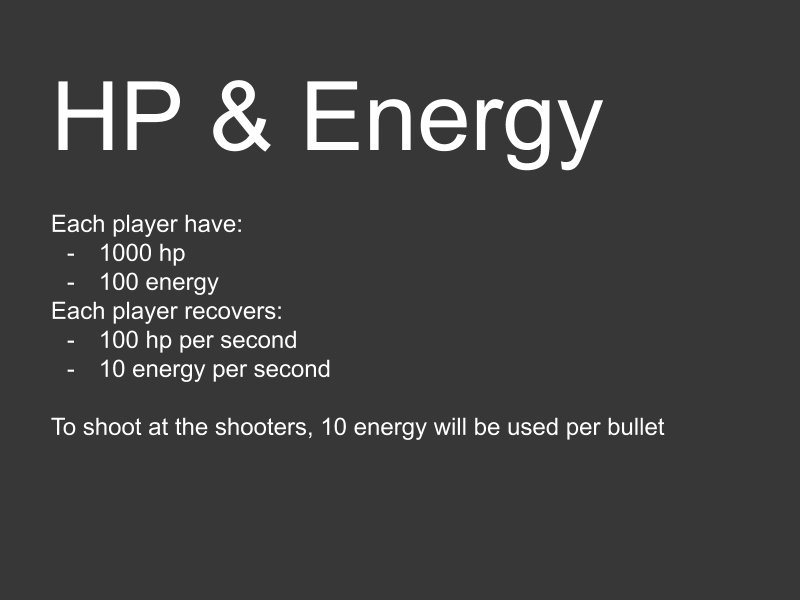 HP & Energy
Each player have:
- 1000 hp
- 100 energy
Each player recovers:
- 100 hp per second
- 10 energy per second
To shoot at the shooters, 10 energy will be used per bullet